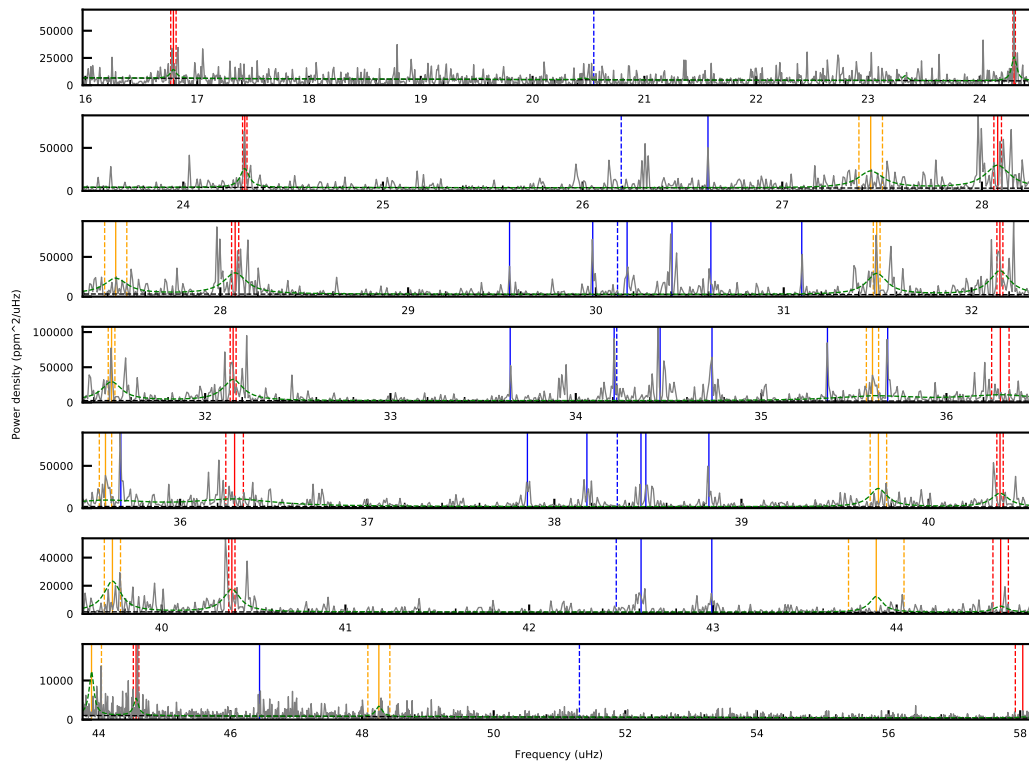 50000
25000
0
16 17 18 19 20 21 22 23 24
50000
0
24 25 26 27 28
50000
0
28 29 30 31 32
100000
50000
0
32 33 34 35 36
Power density (ppm^2/uHz)
50000
0
36 37 38 39 40
40000
20000
0
40 41 42 43 44
10000
0
44 46 48 50 52 54 56 58
Frequency (uHz)